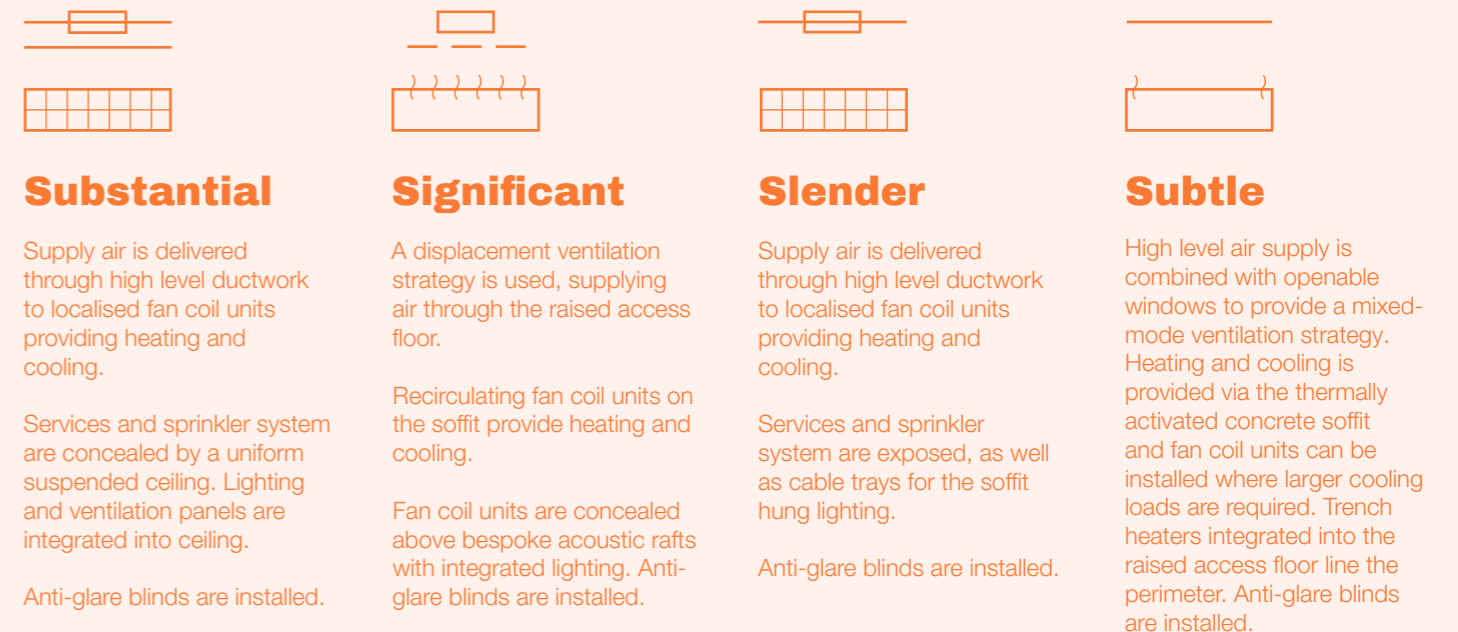 Substantial
Supply air is delivered
through high level ductwork
to localised fan coil units
providing heating and
cooling.
Services and sprinkler system
are concealed by a uniform
suspended ceiling. Lighting
and ventilation panels are
integrated into ceiling.
Anti-glare blinds are installed.
Significant
A displacement ventilation
strategy is used, supplying
air through the raised access
floor.
Recirculating fan coil units on
the soffit provide heating and
cooling.
Fan coil units are concealed
above bespoke acoustic rafts
with integrated lighting. Anti-
glare blinds are installed.
Slender
Supply air is delivered
through high level ductwork
to localised fan coil units
providing heating and
cooling.
Services and sprinkler
system are exposed, as well
as cable trays for the soffit
hung lighting.
Anti-glare blinds are installed.
Subtle
High level air supply is
combined with openable
windows to provide a mixed-
mode ventilation strategy.
Heating and cooling is
provided via the thermally
activated concrete soffit
and fan coil units can be
installed where larger cooling
loads are required. Trench
heaters integrated into the
raised access floor line the
perimeter. Anti-glare blinds
are installed.